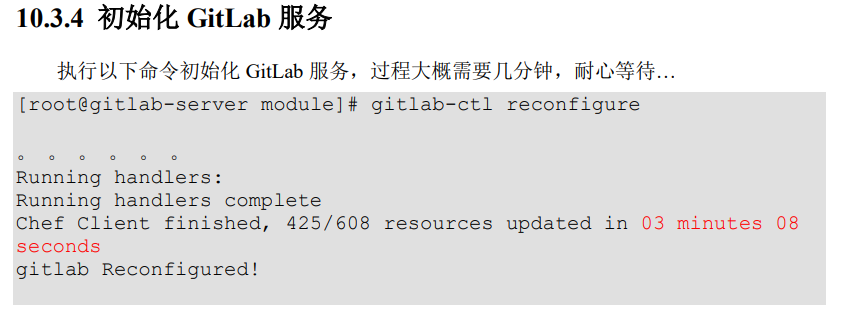 10.3.4 初始化 GitLab 服务
执行以下命令初始化 GitLab 服务，过程大概需要几分钟，耐心等待…
[root@gitlab-server module]# gitlab-ctl reconfigure
。 。 。 。 。 。
Running handlers:
Running handlers complete
Chef Client finished, 425/608 resources updated in 03 minutes 08
seconds
gitlab Reconfigured!